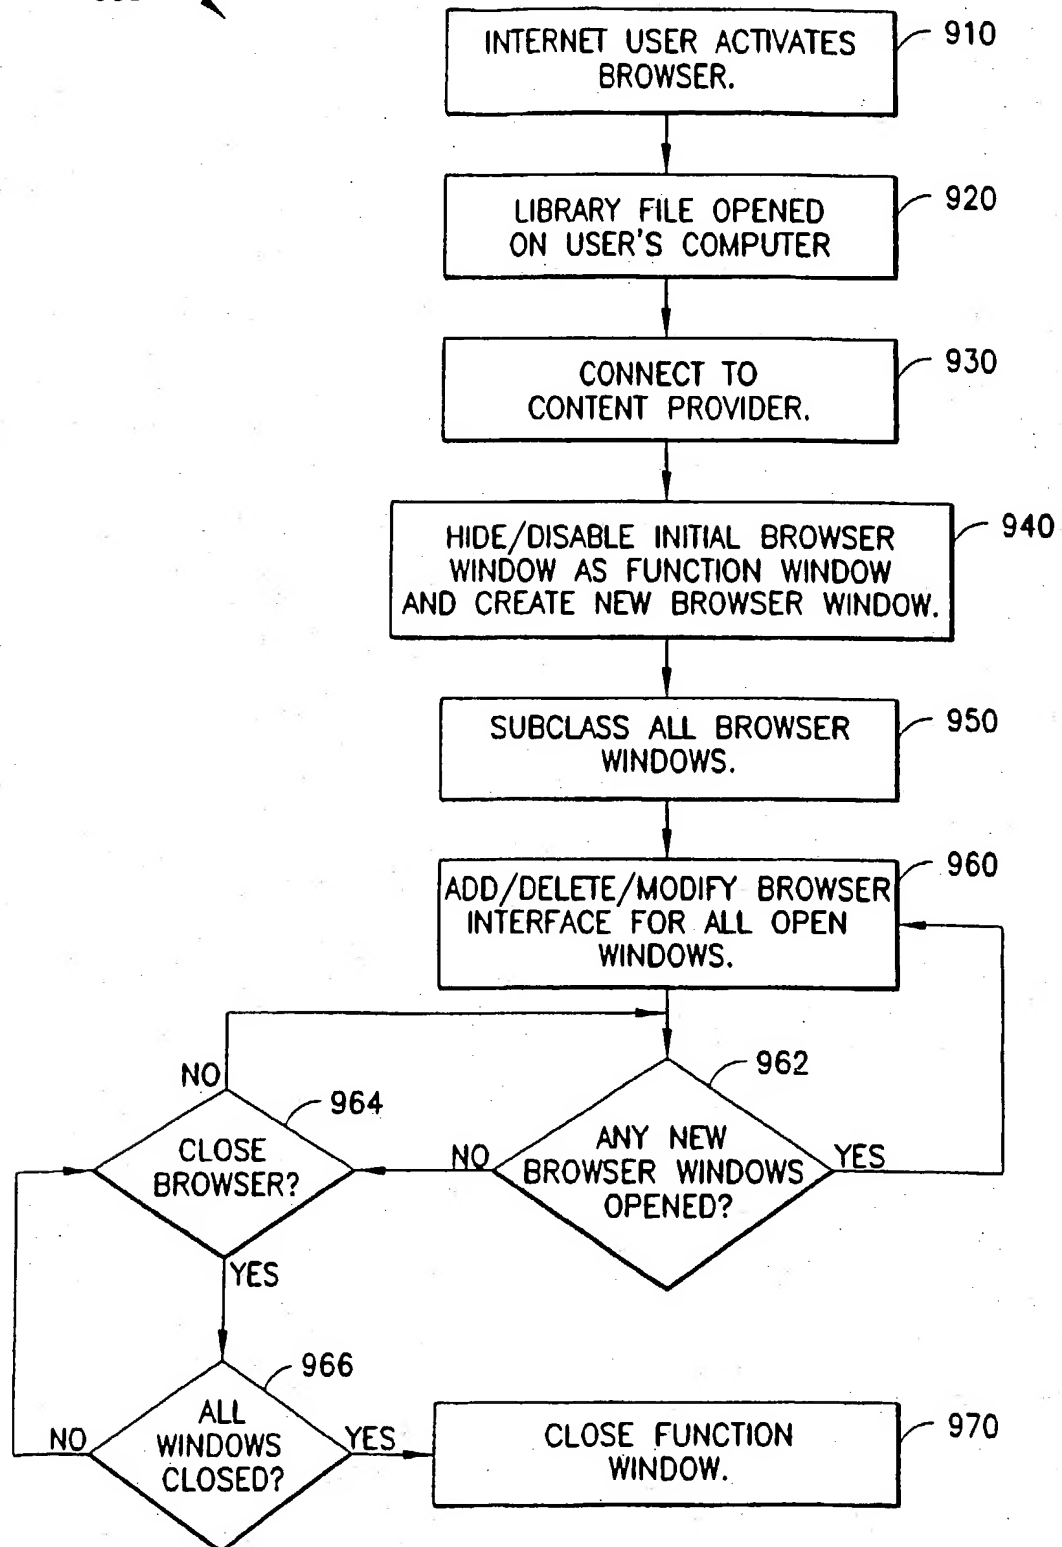 INTERNET USER ACTIVATES
BROWSER.
910
LIBRARY FILE OPENED
ON USER'S COMPUTER
920
CONNECT TO
CONTENT PROVIDER.
930
HIDE/DISABLE INITIAL BROWSER
WINDOW AS FUNCTION WINDOW
AND CREATE NEW BROWSER WINDOW.
940
SUBCLASS ALL BROWSER
WINDOWS.
950
ADD/DELETE/MODIFY BROWSER
INTERFACE FOR ALL OPEN
WINDOWS.
960
NO
964
CLOSE
BROWSER?
NO
962
ANY NEW
BROWSER WINDOWS
OPENED?
YES
YES
966
NO
ALL
WINDOWS
CLOSED?
YES
CLOSE FUNCTION
WINDOW.
970